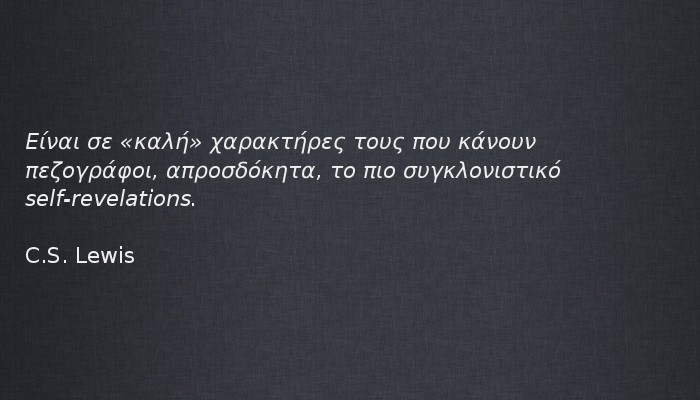 Είναι σε «καλή» χαρακτήρες τους που κάνουν
πεζογράφοι, απροσδόκητα, το πιο συγκλονιστικό
self-revelations.
C.S. Lewis